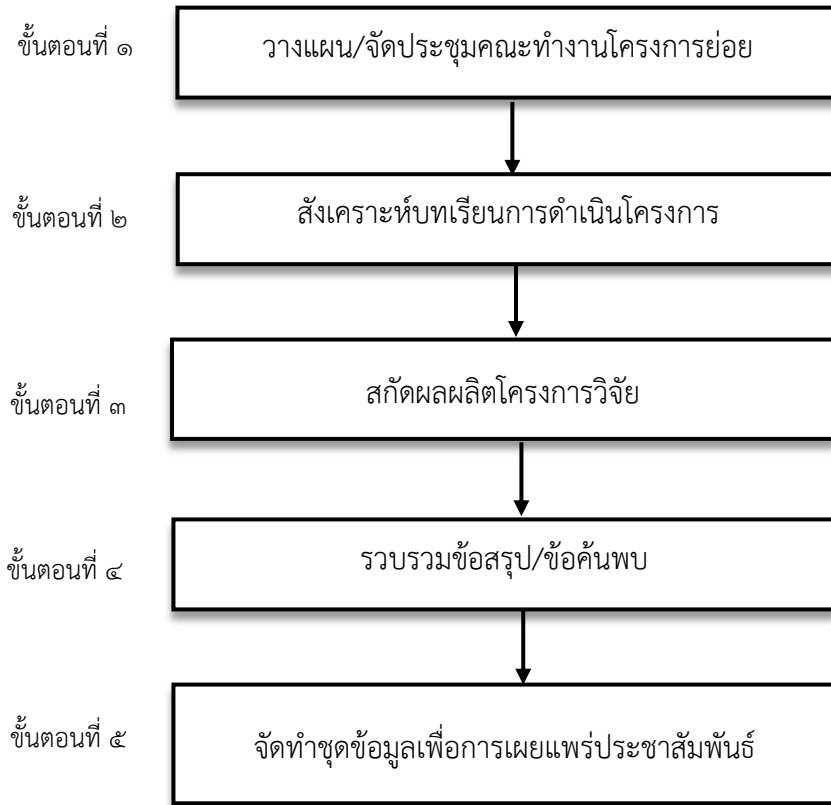 ขั้นตอนที่ ๑
วางแผน/จัดประชุมคณะทำงานโครงการย่อย
ขั้นตอนที่ ๒
สังเคราะห์บทเรียนการดำเนินโครงการ
ขั้นตอนที่ ๓
สกัดผลผลิตโครงการวิจัย
ขั้นตอนที่ ๔
รวบรวมข้อสรุป/ข้อค้นพบ
ขั้นตอนที่ ๕
จัดทำชุดข้อมูลเพื่อการเผยแพร่ประชาสัมพันธ์